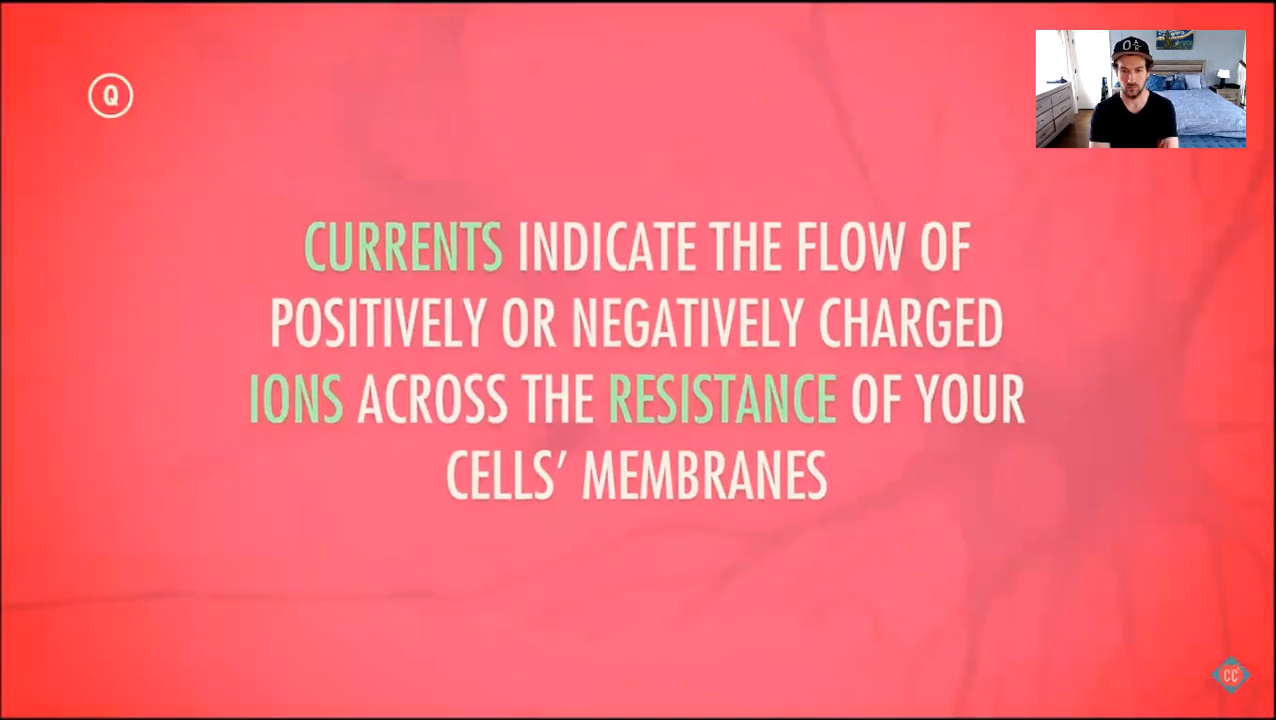 Q
CURRENTS INDICATE THE FLOW OF
POSITIVELY OR NEGATIVELY CHARGED
IONS ACROSS THE RESISTANCE OF YOUR
CELLS' MEMBRANES
CC